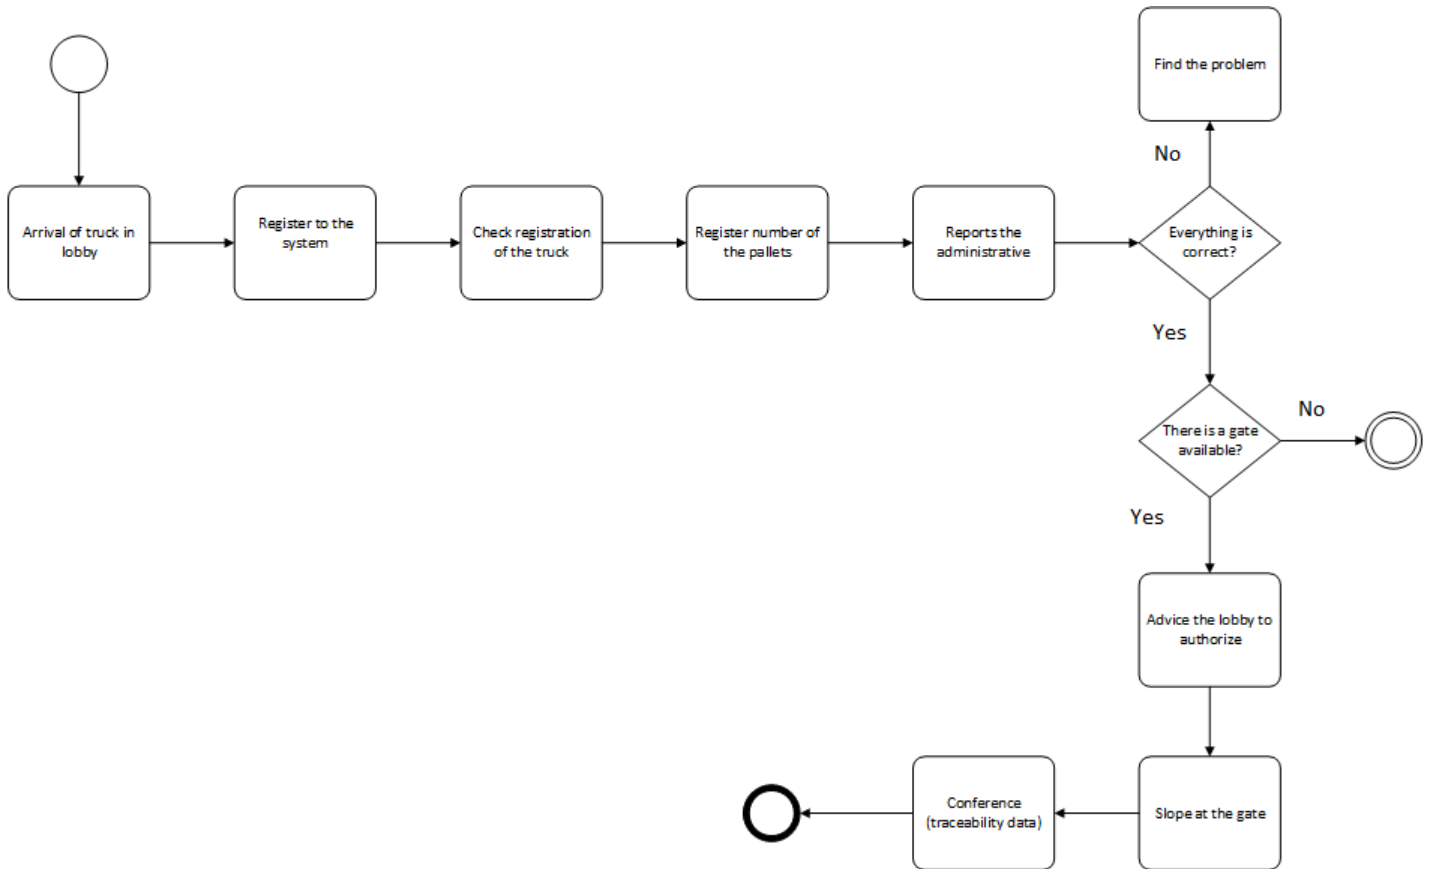 Find the problem
No
Arrival of truck in
lobby
Register to the
system
Check registration
of the truck
Register number of
the pallets
Reports the
administrative
Everything is
correct?
Yes
There is a gate
available?
No
Yes
Advice the lobby to
authorize
Conference
(traceability data)
Slope at the gate